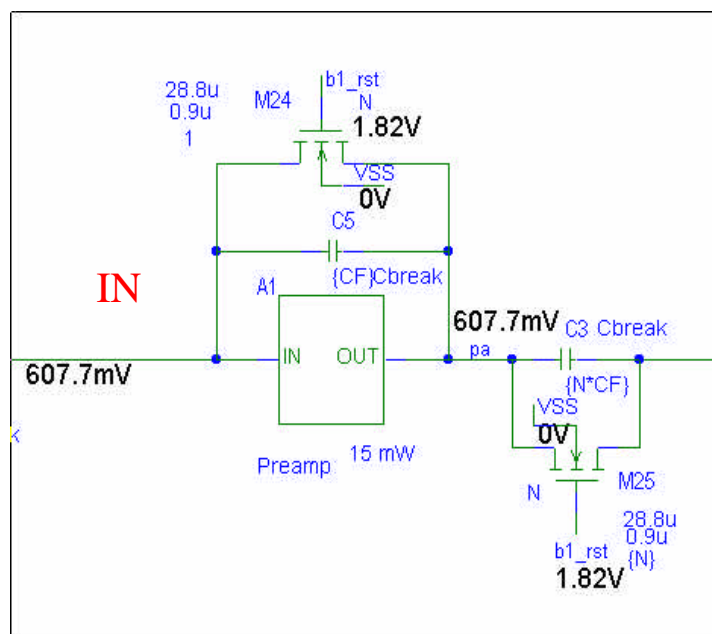 b1_rst
28.8u
M24
N
0.9u
1.82V
1
VSS
0V
C5
IN
{CF}Cbreak
A1
607.7mV
C3 Cbreak
IN
OUT
pa
607.7mV
{N*CF}
VSS
k
0V
15 mW
Preamp
N
M25
28.8u
0.9u
b1_rst
{N}
1.82V